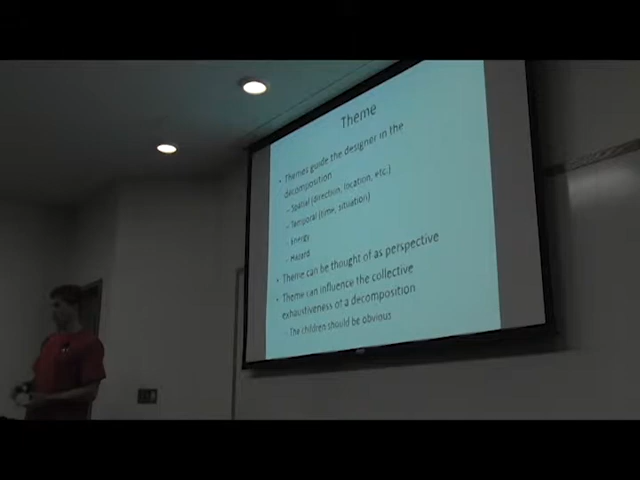 Theme
• Themes guide the designer in the
decomposition
– Spatial (direction, location, etc.)
– Temporal (time, situation)
– Energy
– Hazard
• Theme can be thought of as perspective
• Theme can influence the collective
exhaustiveness of a decomposition
– The children should be obvious